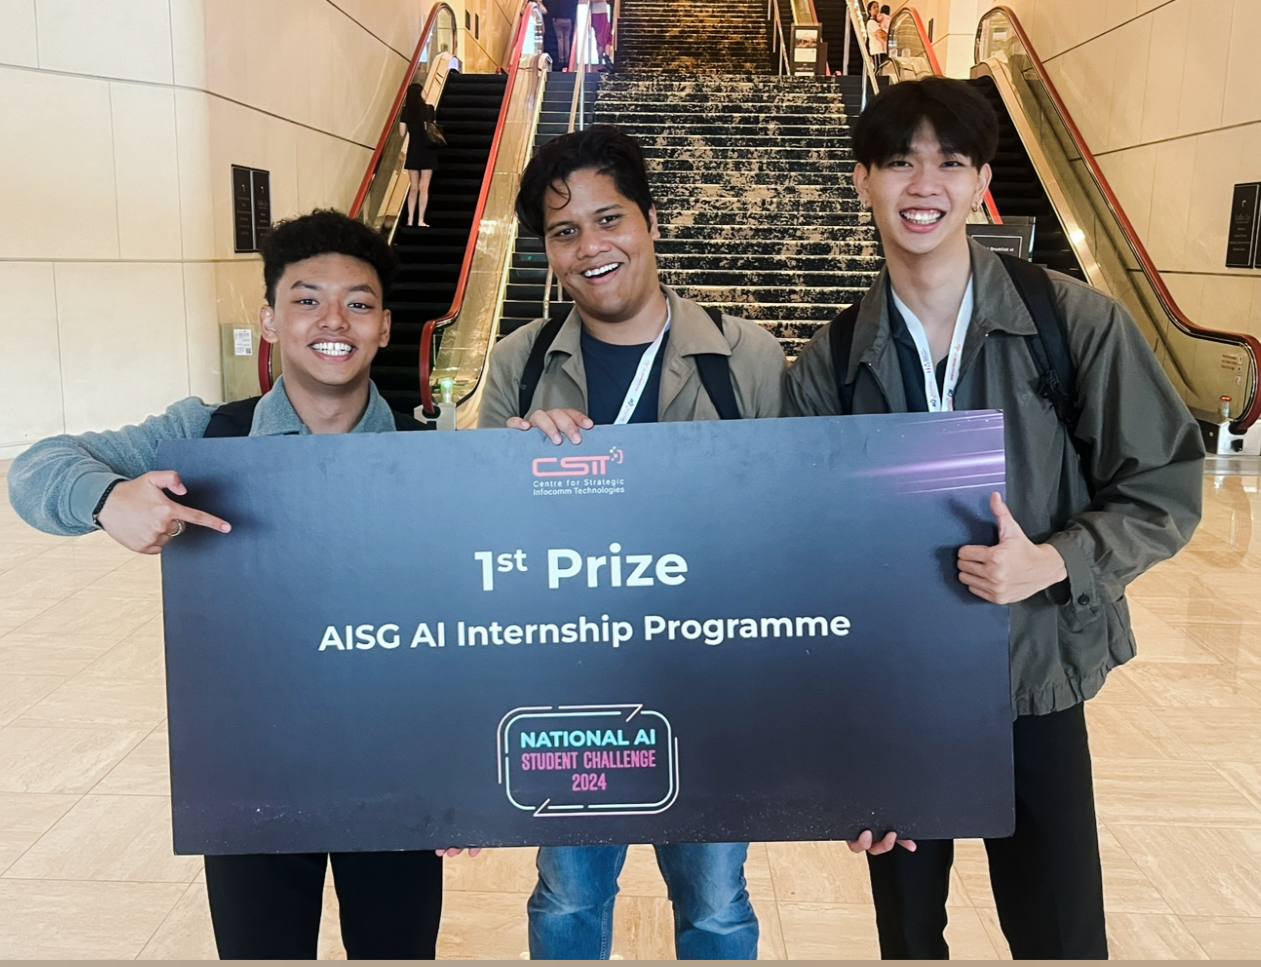 CSIT
Centre for Strategic
Infocomm Technologies
1st Prize
AISG AI Internship Programme
NATIONAL AI
STUDENT CHALLENGE
2024